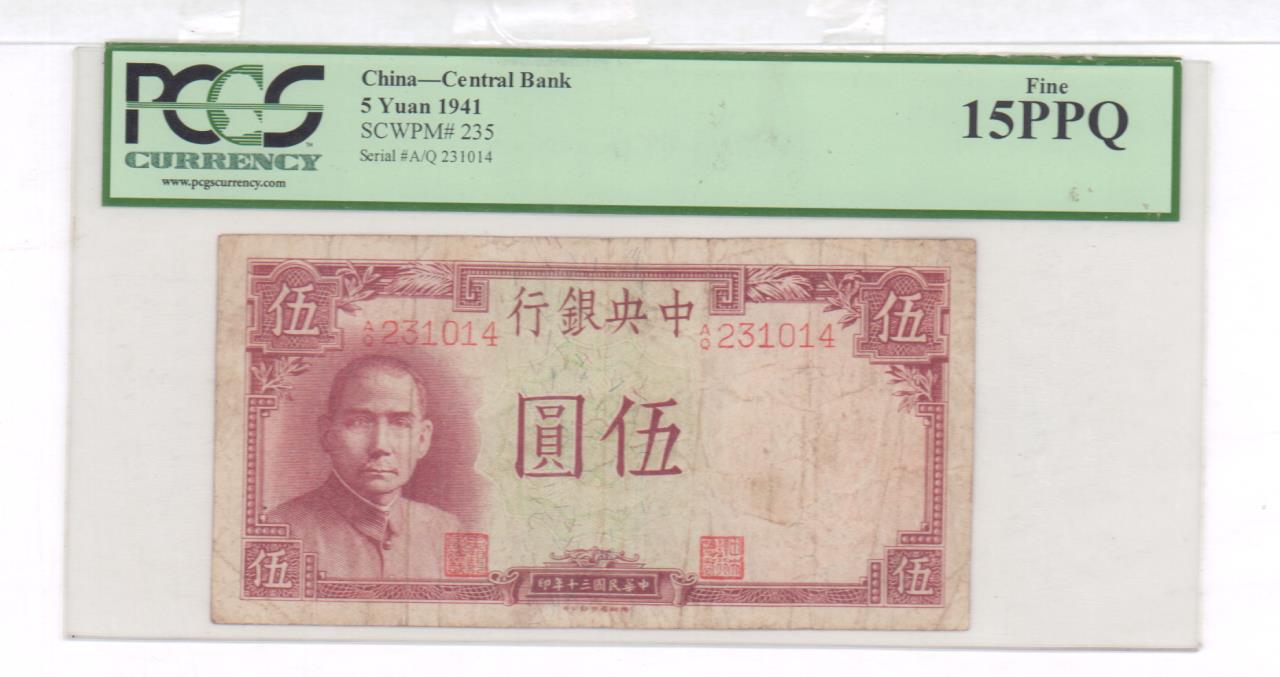 PCGS
CURRENCY
www.pcgscurrency.com
China—Central Bank
5 Yuan 1941
SCWPM# 235
Serial #A/Q 231014
Fine
15PPQ
伍
伍
行銀央中
A/Q 231014
A/Q 231014
圓伍
印年十三國民華中
伍
伍